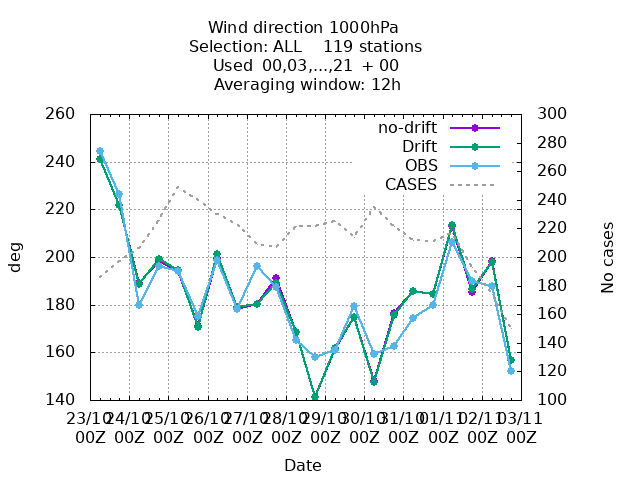 Wind direction 1000hPa
Selection: ALL 119 stations
Used 00,03,...,21 + 00
Averaging window: 12h
260 300
280
240 260
240
220 220
200 200
180 180
160
160 140
120
140 100
no-drift
Drift
OBS
CASES
deg
No cases
23/10 24/10 25/10 26/10 27/10 28/10 29/10 30/10 31/10 01/11 02/11 03/11
00Z 00Z 00Z 00Z 00Z 00Z 00Z 00Z 00Z 00Z 00Z 00Z
Date